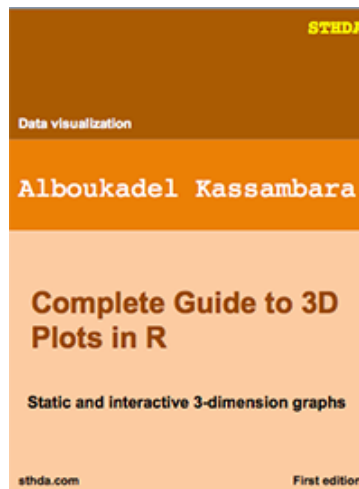 STHDA
Data visualization
Alboukadel Kassambara
Complete Guide to 3D
Plots in R
Static and interactive 3-dimension graphs
sthda.com
First edition